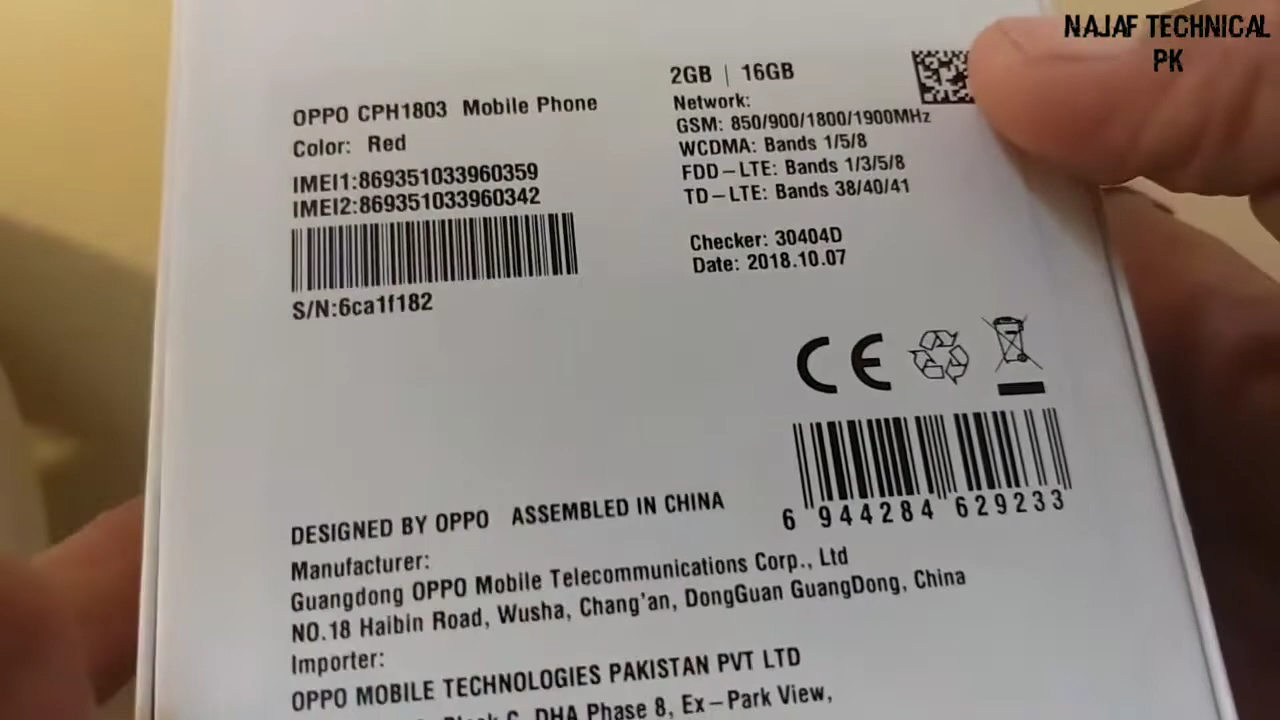 NAJAF TECHNICAL
PK
OPPO CPH1803 Mobile Phone
Color: Red
IMEI1:869351033960359
IMEI2:869351033960342
S/N:6ca1f182
2GB | 16GB
Network:
GSM: 850/900/1800/1900MHz
WCDMA: Bands 1/5/8
FDD-LTE: Bands 1/3/5/8
TD-LTE: Bands 38/40/41
Checker: 30404D
Date: 2018.10.07
CE
6 944284 629233
DESIGNED BY OPPO ASSEMBLED IN CHINA
Manufacturer:
Guangdong OPPO Mobile Telecommunications Corp., Ltd
NO.18 Haibin Road, Wusha, Chang'an, DongGuan GuangDong, China
Importer:
OPPO MOBILE TECHNOLOGIES PAKISTAN PVT LTD
C, DHA Phase 8, Ex-Park View,